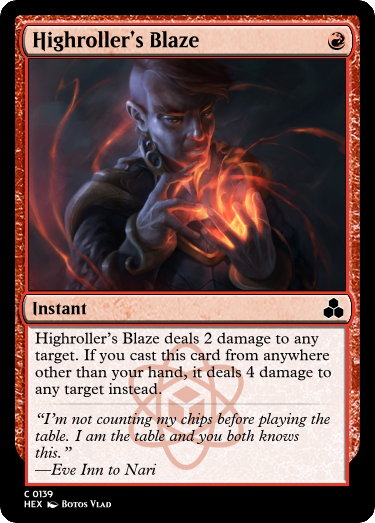 Highroller's Blaze
Instant
Highroller's Blaze deals 2 damage to any
target. If you cast this card from anywhere
other than your hand, it deals 4 damage to
any target instead.
“I'm not counting my chips before playing the
table. I am the table and you both knows
this.”
—Eve Inn to Nari
C 0139
HEX Botos Vlad